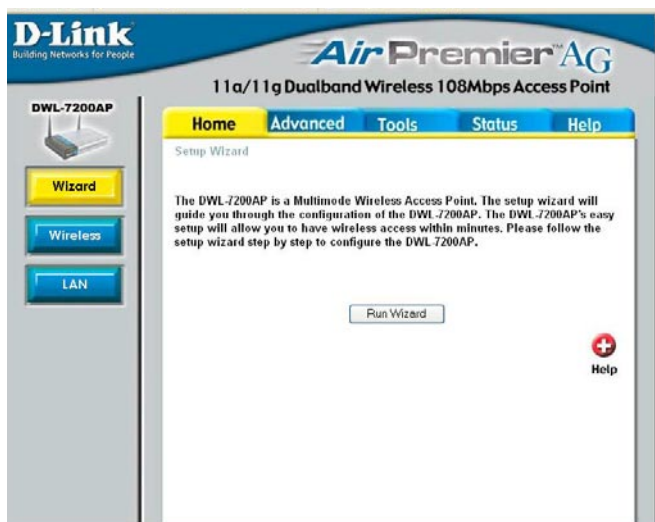 D-Link
Building Networks for People
Air Premier™ AG
11a/11g Dualband Wireless 108Mbps Access Point
DWL-7200AP
Home Advanced Tools Status Help
Wizard
Wireless
LAN
Setup Wizard
The DWL-7200AP is a Multimode Wireless Access Point. The setup wizard will
guide you through the configuration of the DWL-7200AP. The DWL-7200AP's easy
setup will allow you to have wireless access within minutes. Please follow the
setup wizard step by step to configure the DWL-7200AP.
Run Wizard
Help